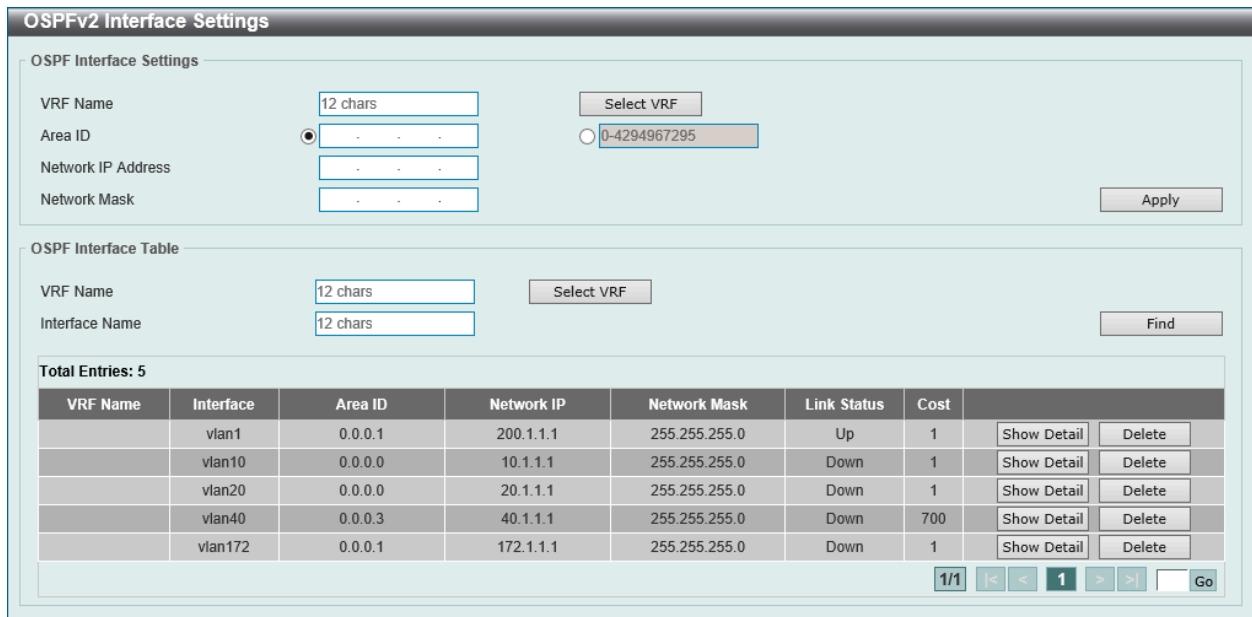 OSPFv2 Interface Settings
OSPF Interface Settings
VRF Name 12 chars Select VRF
Area ID . . . 0-4294967295
Network IP Address . . .
Network Mask . . . Apply
OSPF Interface Table
VRF Name 12 chars Select VRF
Interface Name 12 chars Find
Total Entries: 5
VRF Name Interface Area ID Network IP Network Mask Link Status Cost
vlan1 0.0.0.1 200.1.1.1 255.255.255.0 Up 1 Show Detail Delete
vlan10 0.0.0.0 10.1.1.1 255.255.255.0 Down 1 Show Detail Delete
vlan20 0.0.0.0 20.1.1.1 255.255.255.0 Down 1 Show Detail Delete
vlan40 0.0.0.3 40.1.1.1 255.255.255.0 Down 700 Show Detail Delete
vlan172 0.0.0.1 172.1.1.1 255.255.255.0 Down 1 Show Detail Delete
1/1 |< < 1 > >| Go